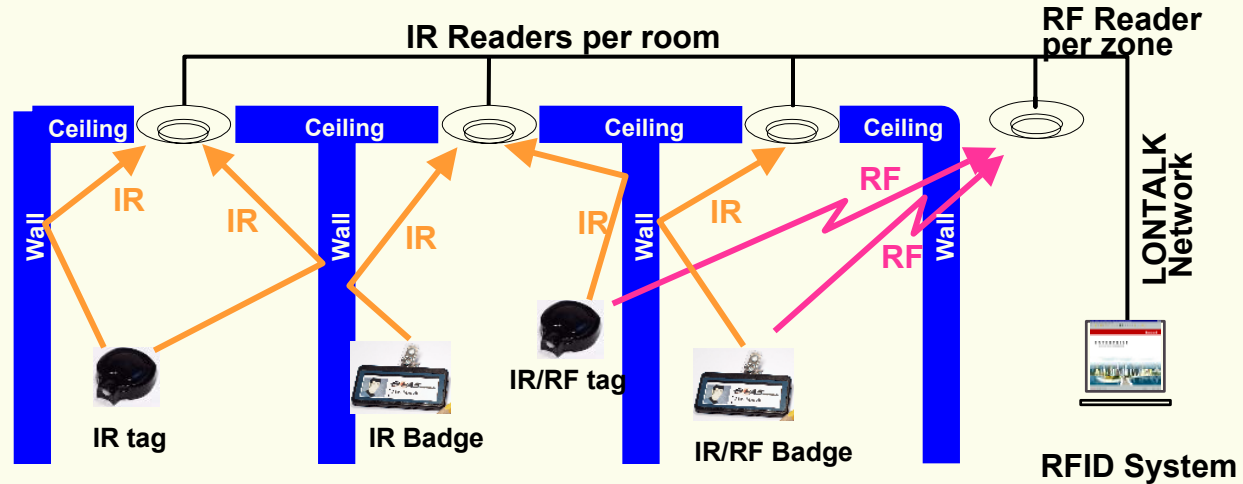 IR Readers per room
RF Reader
per zone
Ceiling
Ceiling
Ceiling
Ceiling
IR
IR
IR
IR
IR
RF
RF
Wall
Wall
Wall
Wall
LONTALK
Network
ENTERPRISE
IR tag
IR Badge
IR/RF tag
IR/RF Badge
RFID System